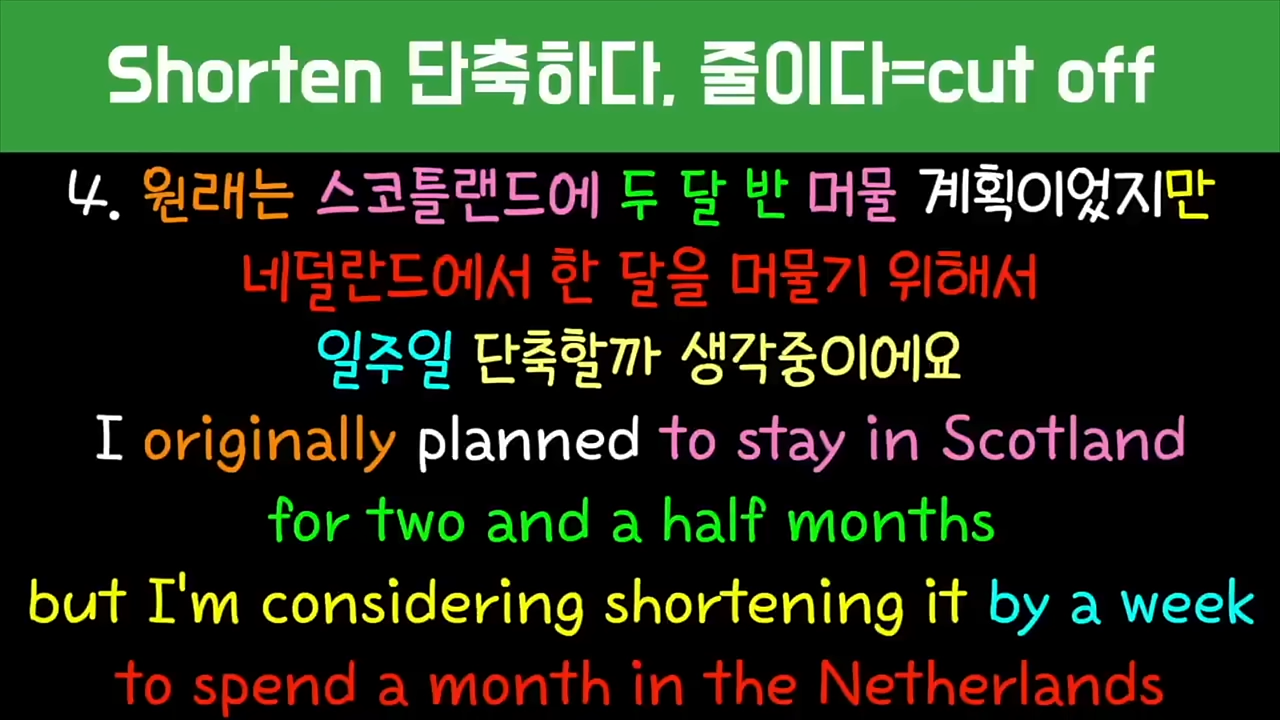 Shorten 단축하다, 줄이다=cut off
4. 원래는 스코틀랜드에 두 달 반 머물 계획이었지만
네덜란드에서 한 달을 머물기 위해서
일주일 단축할까 생각중이에요
I originally planned to stay in Scotland
for two and a half months
but I'm considering shortening it by a week
to spend a month in the Netherlands